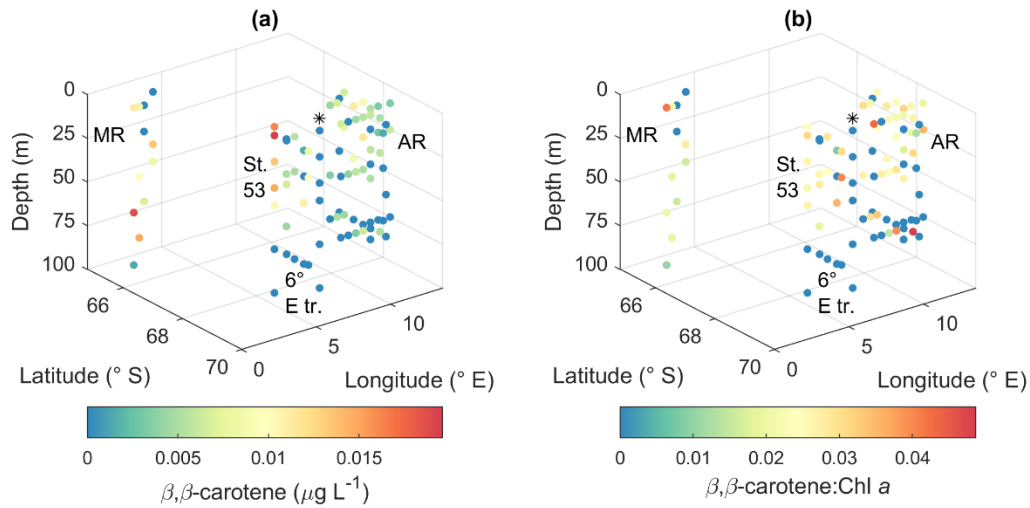 (a)
0
25
50
75
100
Depth (m)
MR
AR
St.
53
6°
E tr.
66
68
70
0
5
10
Latitude (° S)
Longitude (° E)
0
0.005
0.01
0.015
β,β-carotene (μg L⁻¹)
(b)
0
25
50
75
100
Depth (m)
MR
AR
St.
53
6°
E tr.
66
68
70
0
5
10
Latitude (° S)
Longitude (° E)
0
0.01
0.02
0.03
0.04
β,β-carotene:Chl a